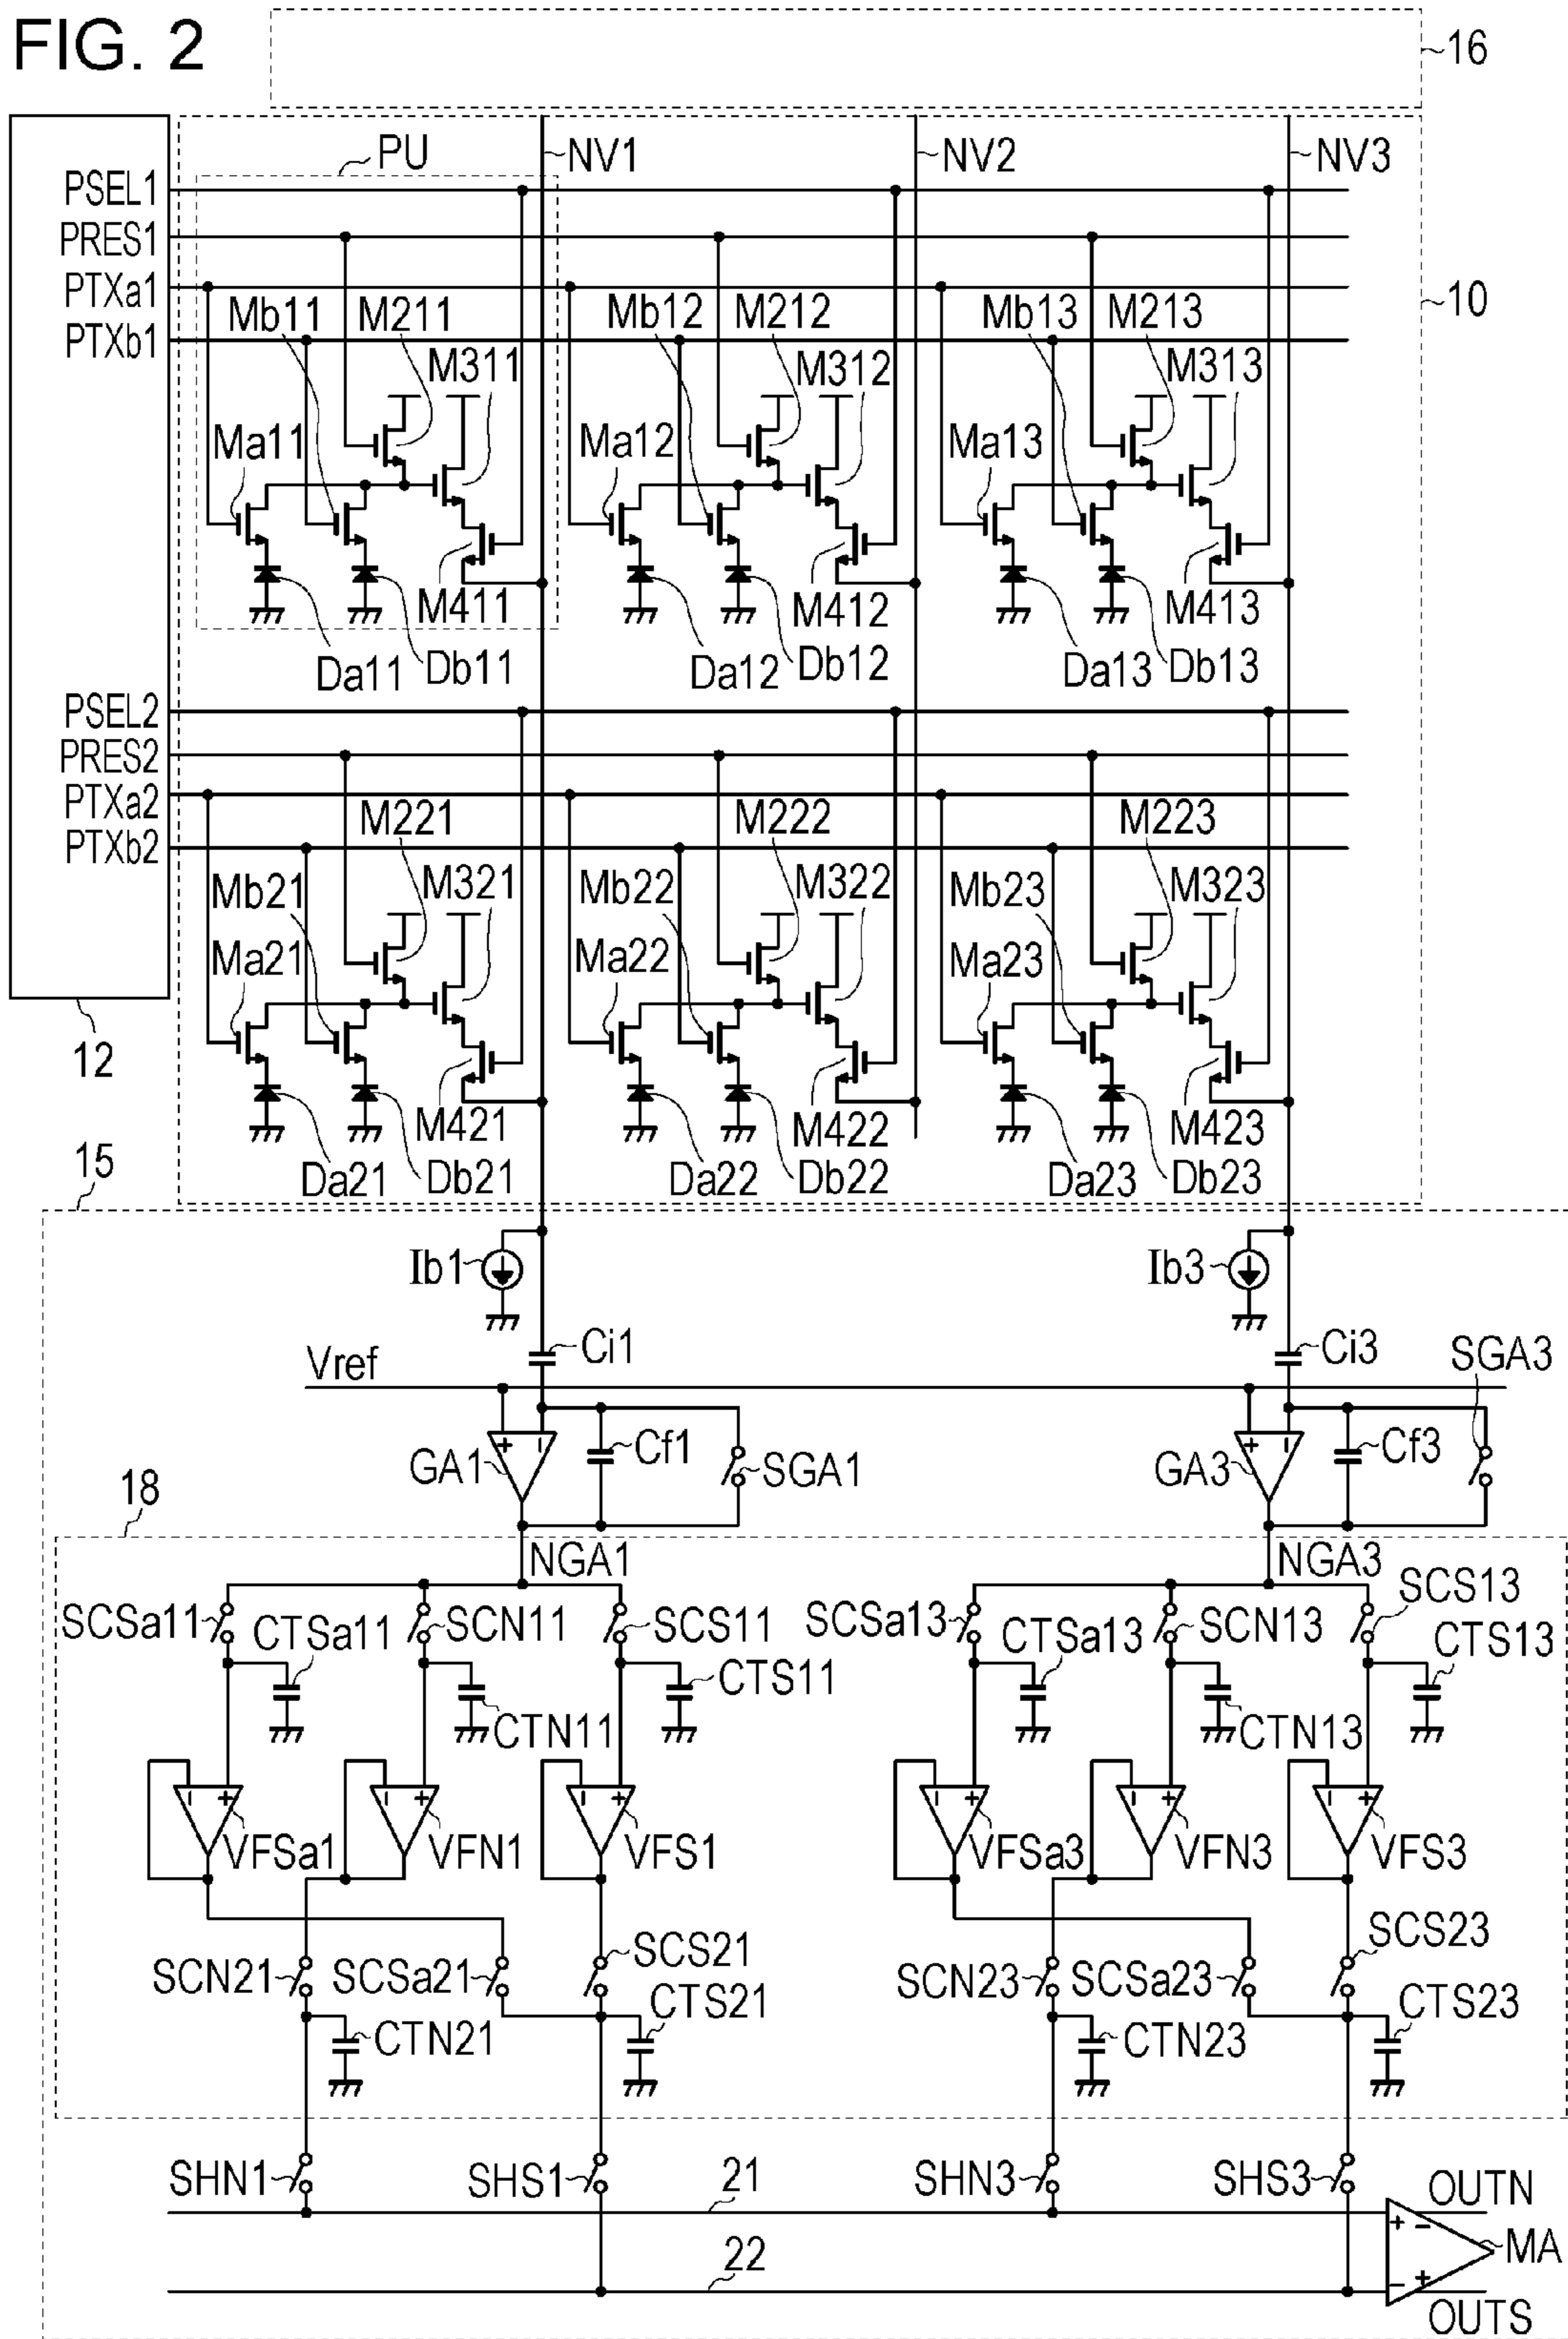 FIG. 2
16
PU
NV1
NV2
NV3
PSEL1
PRES1
PTXa1
PTXb1
10
Mb11
M211
Mb12
M212
Mb13
M213
M311
M312
M313
Ma11
Ma12
Ma13
M411
M412
M413
Da11
Db11
Da12
Db12
Da13
Db13
PSEL2
PRES2
PTXa2
PTXb2
M221
M222
M223
Mb21
M321
Mb22
M322
Mb23
M323
Ma21
Ma22
Ma23
12
M421
M422
M423
15
Da21
Db21
Da22
Db22
Da23
Db23
Ib1
Ib3
Ci1
Ci3
SGA3
Vref
+ −
+ −
GA1
Cf1
SGA1
GA3
Cf3
18
NGA1
NGA3
SCSa11
CTSa11
SCN11
SCS11
SCSa13
CTSa13
SCN13
SCS13
CTS11
CTS13
CTN11
CTN13
− +
− +
− +
− +
− +
− +
VFSa1
VFN1
VFS1
VFSa3
VFN3
VFS3
SCN21
SCSa21
SCS21
SCN23
SCSa23
SCS23
CTS21
CTS23
CTN21
CTN23
SHN1
SHS1
SHN3
SHS3
21
OUTN
+ −
MA
22
− +
OUTS